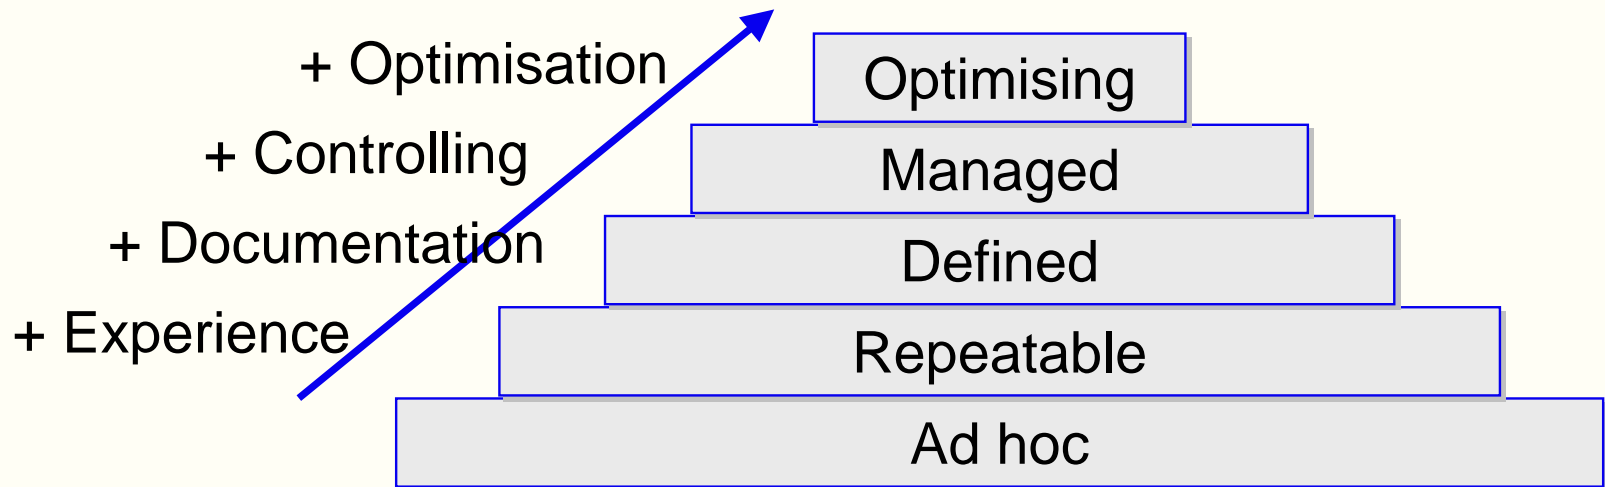 + Optimisation
Optimising
+ Controlling
Managed
+ Documentation
Defined
+ Experience
Repeatable
Ad hoc